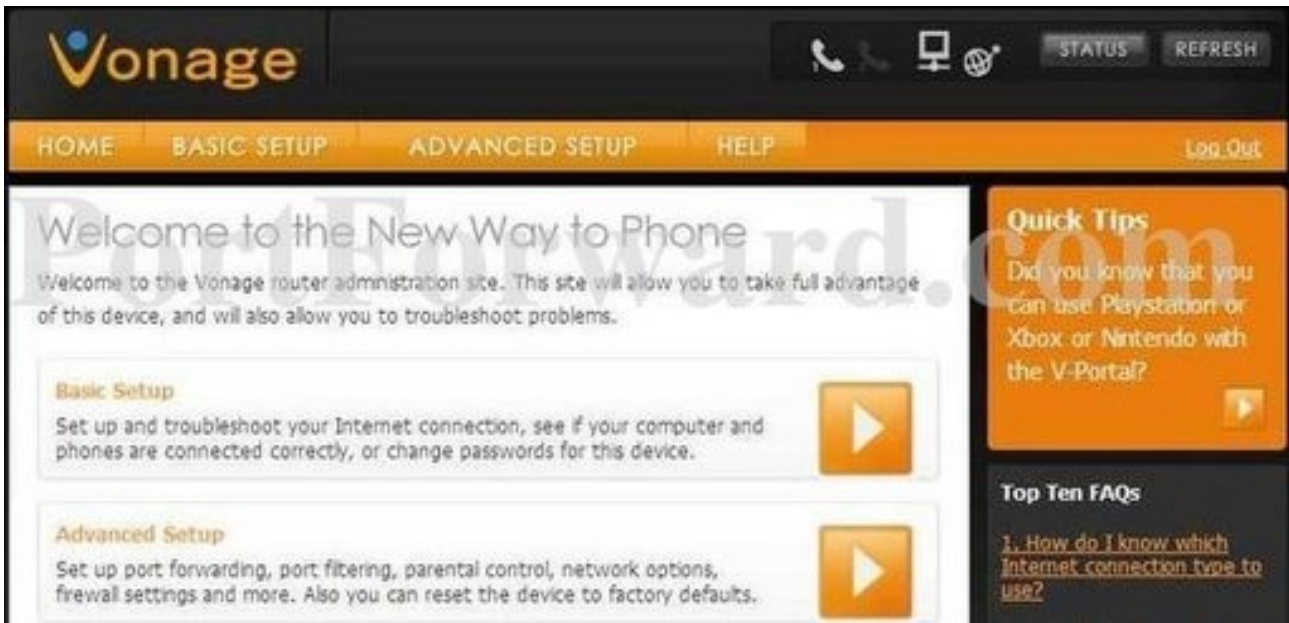 Vonage
STATUS
REFRESH
HOME
BASIC SETUP
ADVANCED SETUP
HELP
Log Out
PortForward.com
Welcome to the New Way to Phone
Welcome to the Vonage router administration site. This site will allow you to take full advantage
of this device, and will also allow you to troubleshoot problems.
Basic Setup
Set up and troubleshoot your Internet connection, see if your computer and
phones are connected correctly, or change passwords for this device.
Advanced Setup
Set up port forwarding, port filtering, parental control, network options,
firewall settings and more. Also you can reset the device to factory defaults.
Quick Tips
Did you know that you
can use Playstation or
Xbox or Nintendo with
the V-Portal?
Top Ten FAQs
1. How do I know which
Internet connection type to
use?